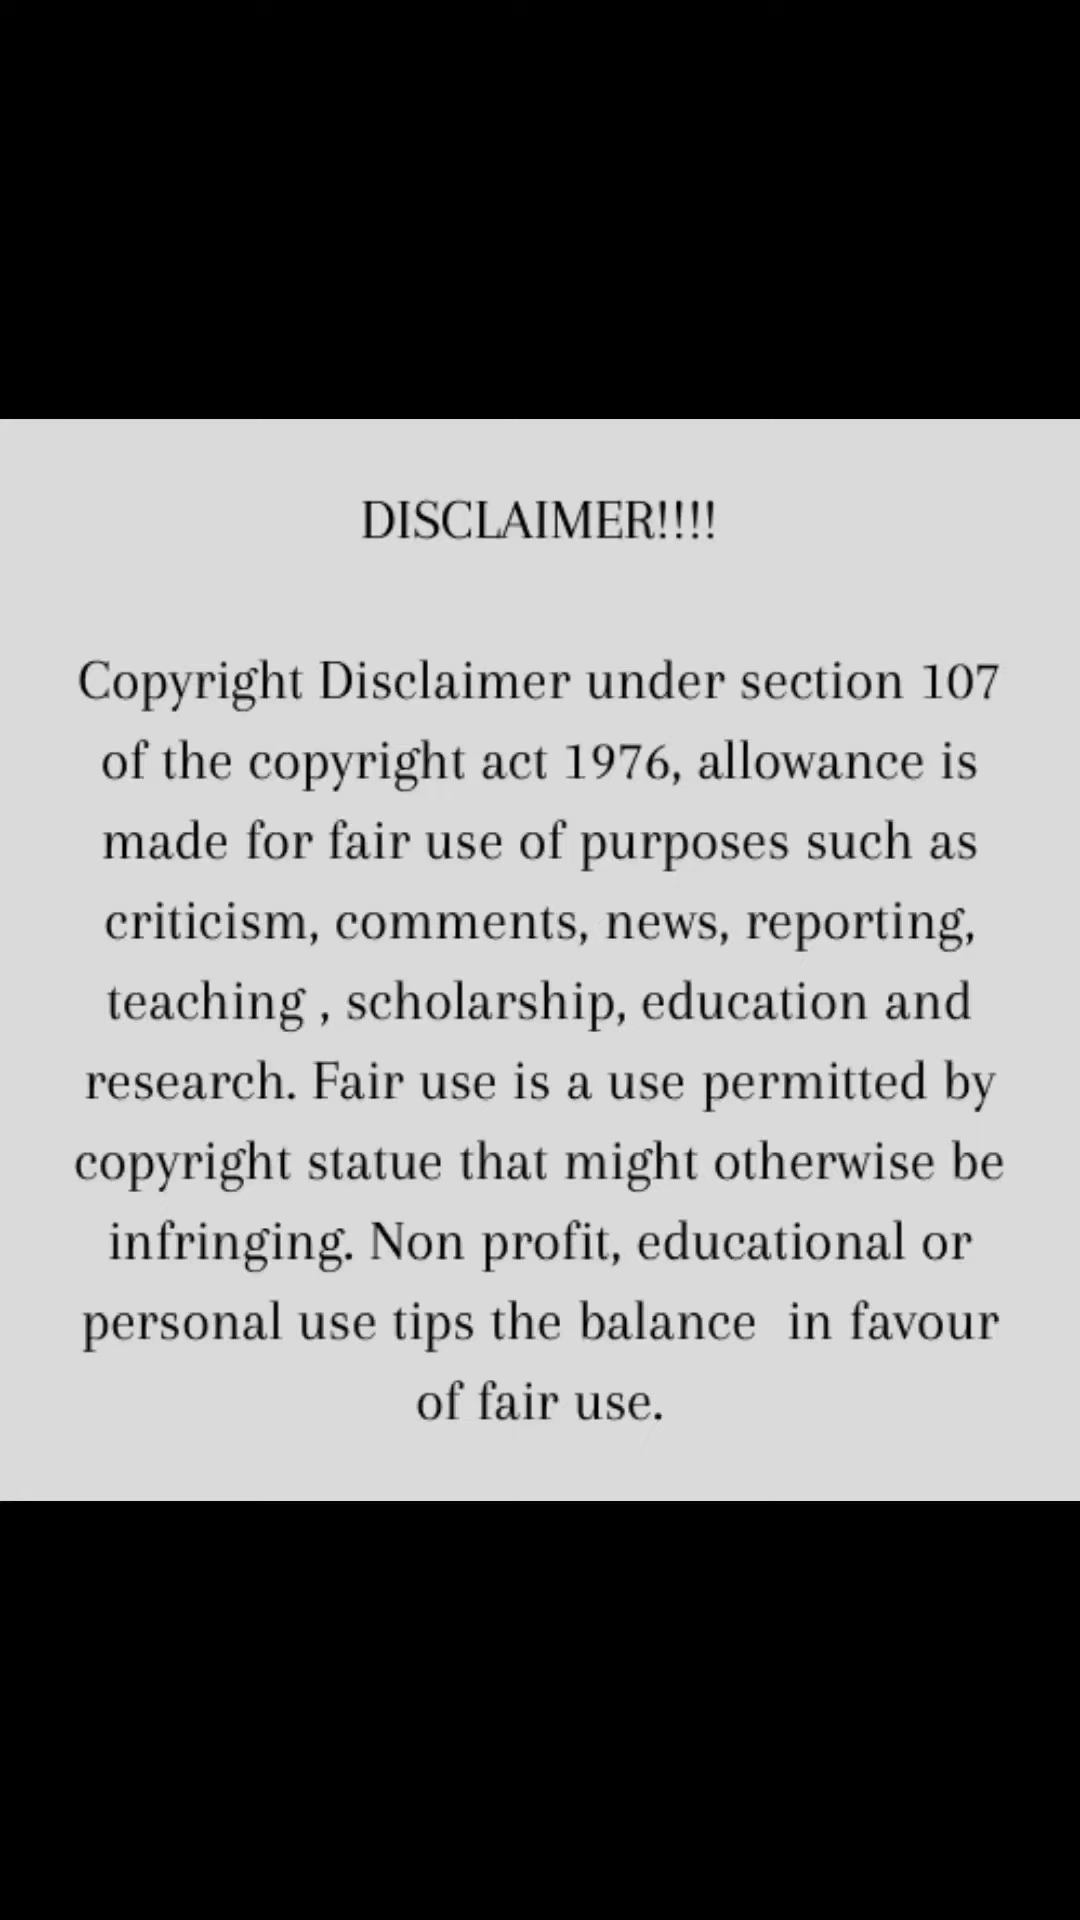 DISCLAIMER!!!!
Copyright Disclaimer under section 107
of the copyright act 1976, allowance is
made for fair use of purposes such as
criticism, comments, news, reporting,
teaching , scholarship, education and
research. Fair use is a use permitted by
copyright statue that might otherwise be
infringing. Non profit, educational or
personal use tips the balance  in favour
of fair use.